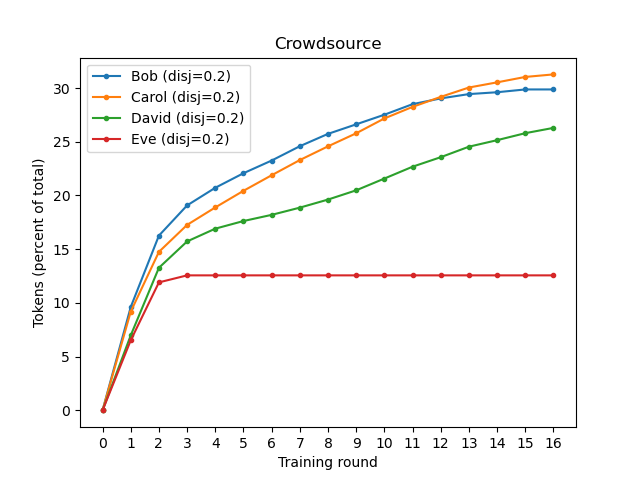 Crowdsource
Bob (disj=0.2)
Carol (disj=0.2)
David (disj=0.2)
Eve (disj=0.2)
Tokens (percent of total)
30
25
20
15
10
5
0
0 1 2 3 4 5 6 7 8 9 10 11 12 13 14 15 16
Training round